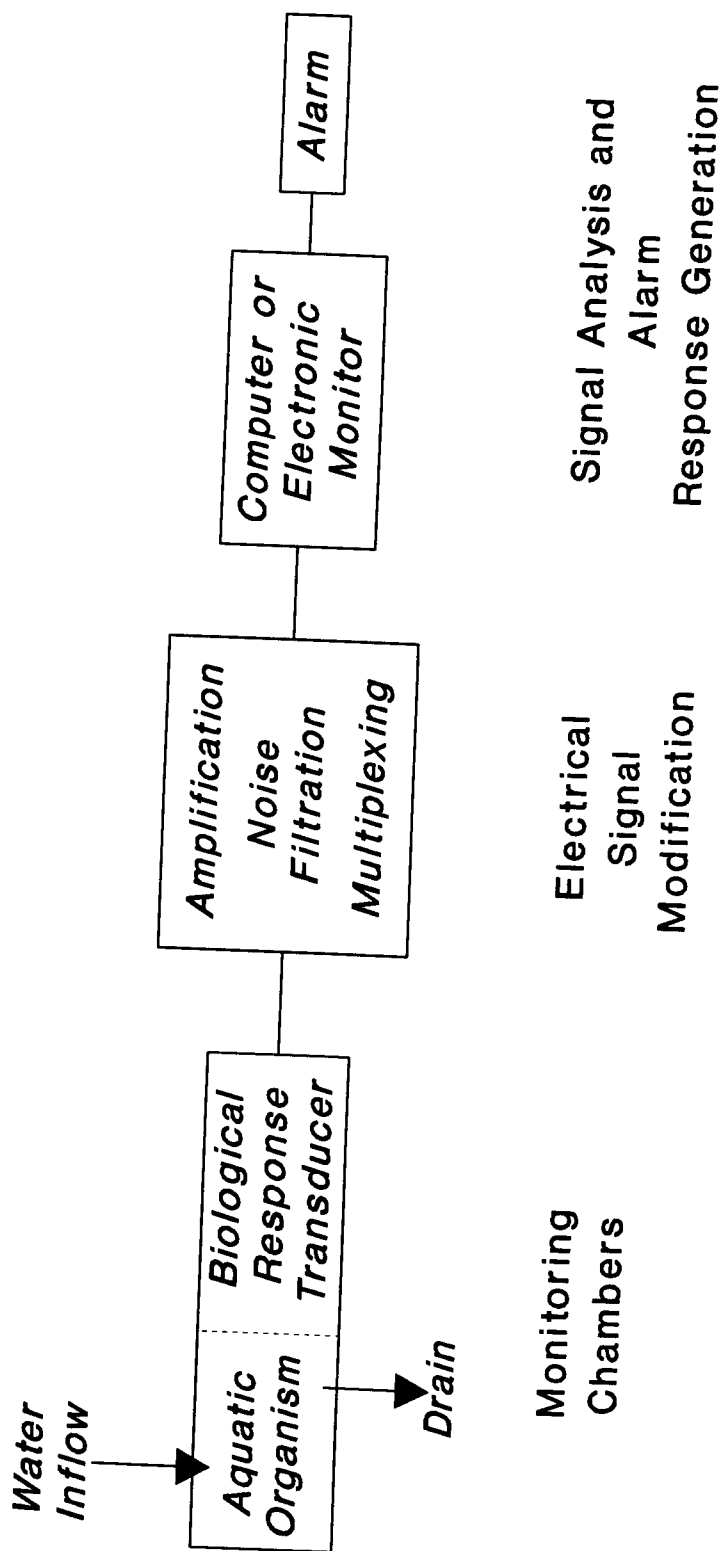 Water
Inflow
Aquatic
Organism
Biological
Response
Transducer
Drain
Monitoring
Chambers
Amplification
Noise
Filtration
Multiplexing
Electrical
Signal
Modification
Computer or
Electronic
Monitor
Alarm
Signal Analysis and
Alarm
Response Generation